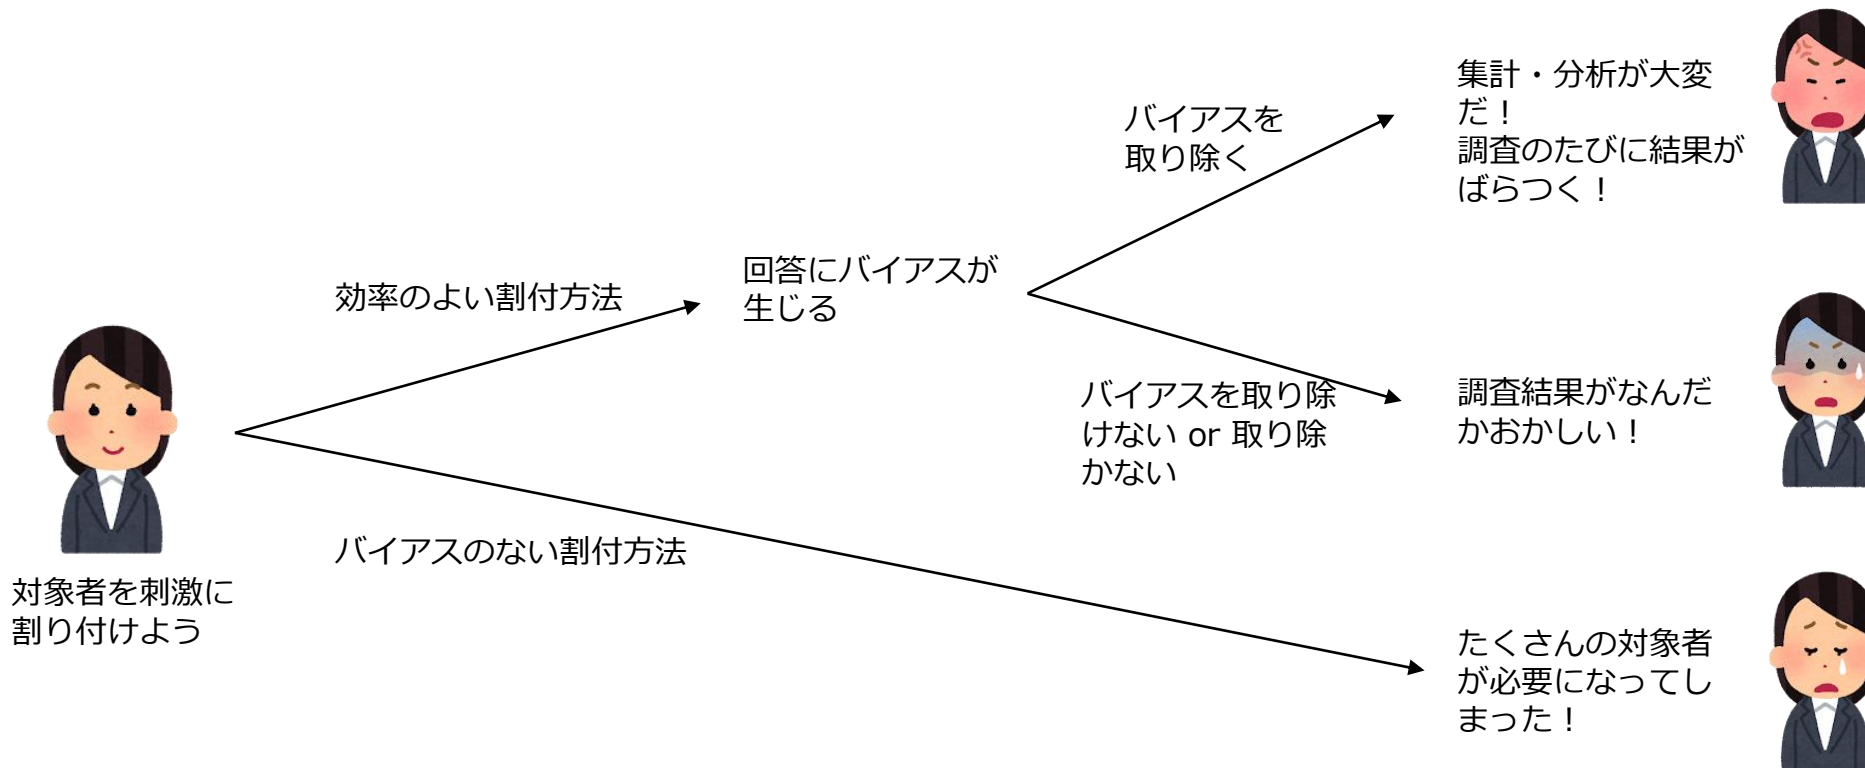 対象者を刺激に
割り付けよう
効率のよい割付方法
バイアスのない割付方法
回答にバイアスが
生じる
バイアスを
取り除く
バイアスを取り除
けない or 取り除
かない
集計・分析が大変
だ！
調査のたびに結果が
ばらつく！
調査結果がなんだ
かおかしい！
たくさんの対象者
が必要になってし
まった！